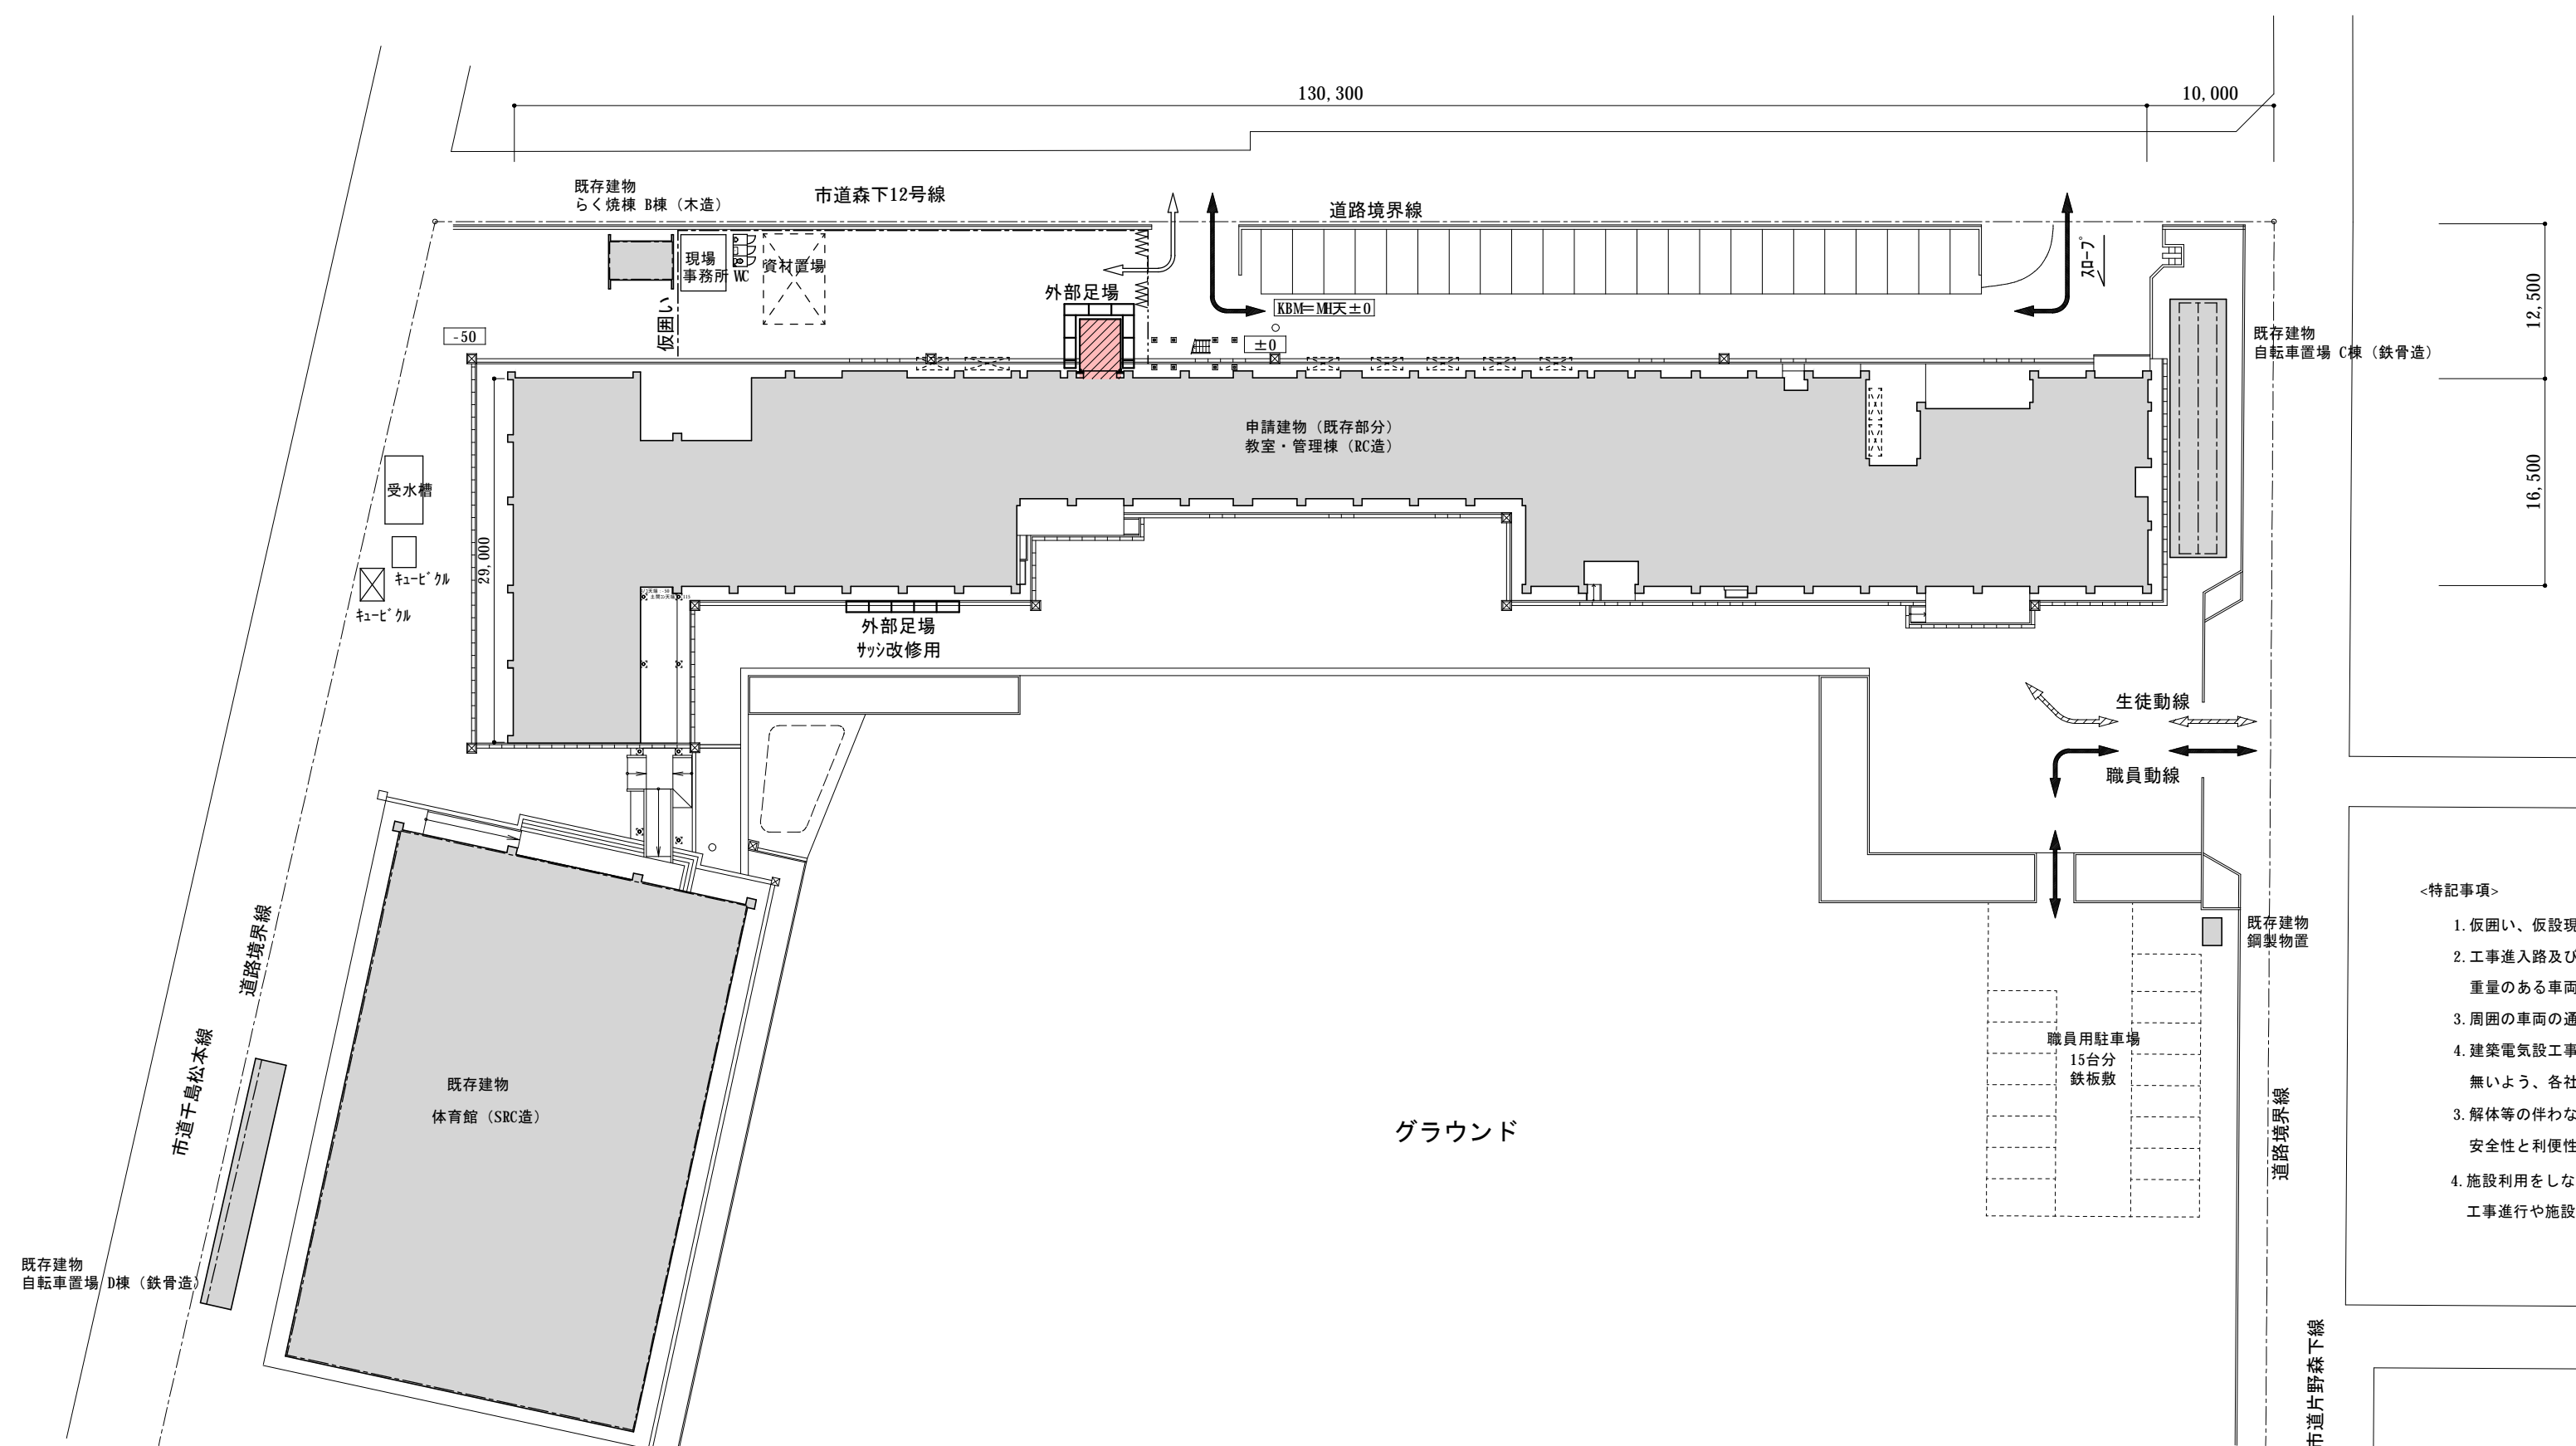 130,300
10,000
既存建物
らく焼棟 B棟（木造）
市道森下12号線
道路境界線
現場
事務所
WC
資材置場
仮囲い
外部足場
KBM=MH天±0
±0
-50
スロープ
12,500
16,500
既存建物
自転車置場 C棟（鉄骨造）
申請建物（既存部分）
教室・管理棟（RC造）
受水槽
29,000
キュービクル
キュービクル
外部足場
サッシ改修用
生徒動線
職員動線
<特記事項>
1.仮囲い、仮設現
2.工事進入路及び
重量のある車両
3.周囲の車両の通
4.建築電気設工事
無いよう、各社
3.解体等の伴わな
安全性と利便性
4.施設利用をしな
工事進行や施設
既存建物
鋼製物置
道路境界線
市道千島松本線
職員用駐車場
15台分
鉄板敷
既存建物
体育館（SRC造）
グラウンド
道路境界線
既存建物
自転車置場 D棟（鉄骨造）
市道片野森下線